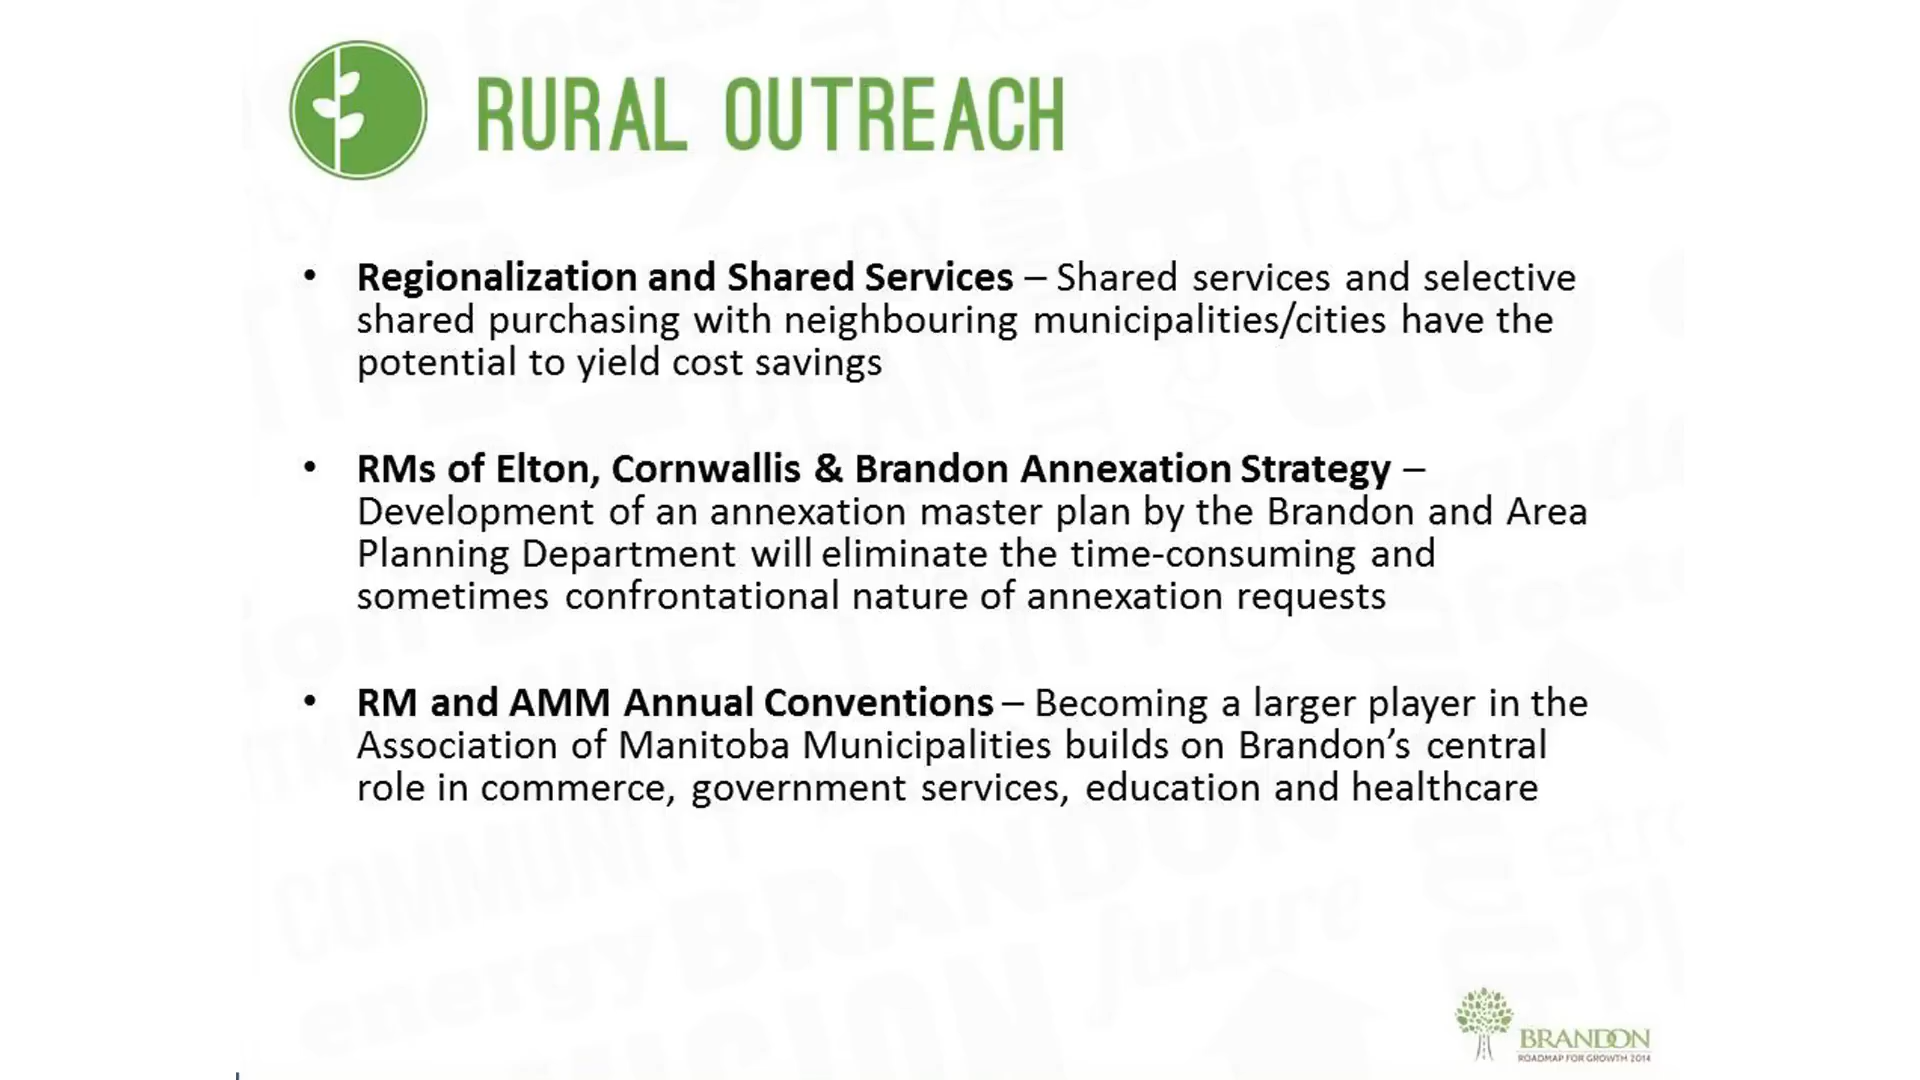 RURAL OUTREACH
• Regionalization and Shared Services – Shared services and selective
shared purchasing with neighbouring municipalities/cities have the
potential to yield cost savings
• RMs of Elton, Cornwallis & Brandon Annexation Strategy –
Development of an annexation master plan by the Brandon and Area
Planning Department will eliminate the time-consuming and
sometimes confrontational nature of annexation requests
• RM and AMM Annual Conventions – Becoming a larger player in the
Association of Manitoba Municipalities builds on Brandon’s central
role in commerce, government services, education and healthcare
BRANDON
ROADMAP FOR GROWTH 2014